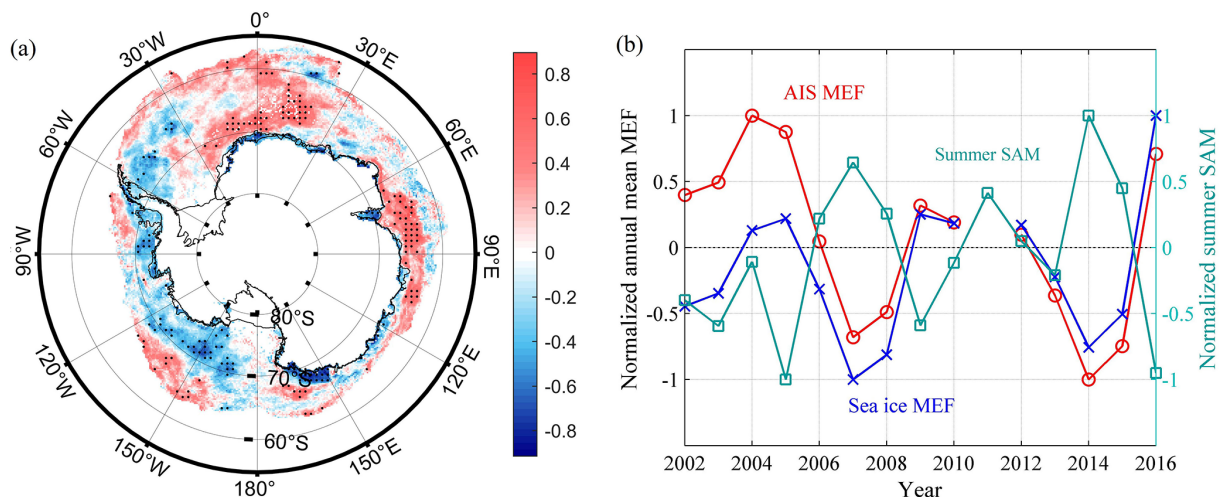 (a)
0°
30°W
30°E
60°W
60°E
90°W
90°E
120°W
120°E
150°W
150°E
180°
80°S
70°S
60°S
0.8
0.6
0.4
0.2
0
-0.2
-0.4
-0.6
-0.8
(b)
Normalized annual mean MEF
1
0.5
0
-0.5
-1
AIS MEF
Summer SAM
Sea ice MEF
1
0.5
0
-0.5
-1
Normalized summer SAM
2002 2004 2006 2008 2010 2012 2014 2016
Year